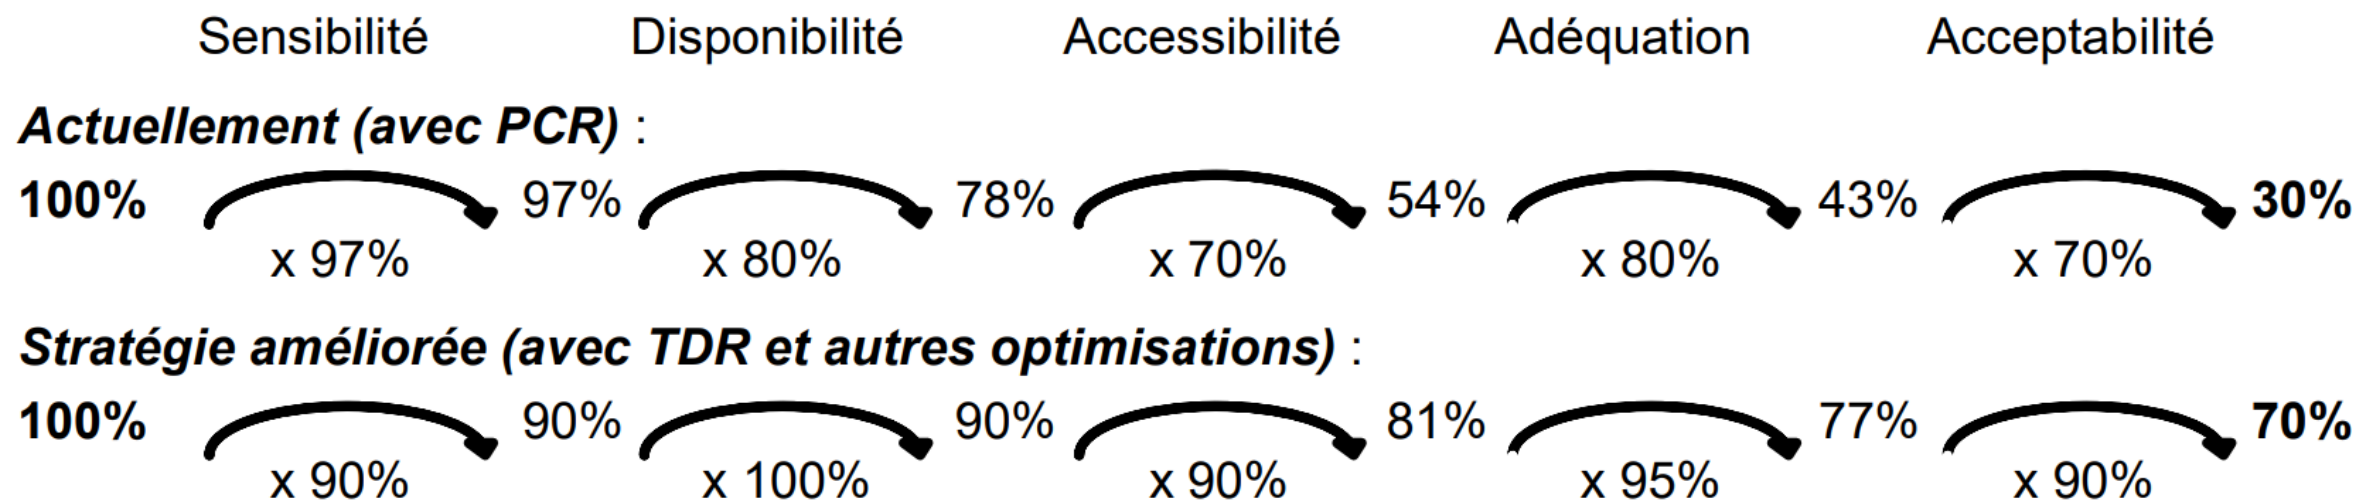 Sensibilité Disponibilité Accessibilité Adéquation Acceptabilité
Actuellement (avec PCR) :
100% 97% 78% 54% 43% 30%
x 97% x 80% x 70% x 80% x 70%
Stratégie améliorée (avec TDR et autres optimisations) :
100% 90% 90% 81% 77% 70%
x 90% x 100% x 90% x 95% x 90%